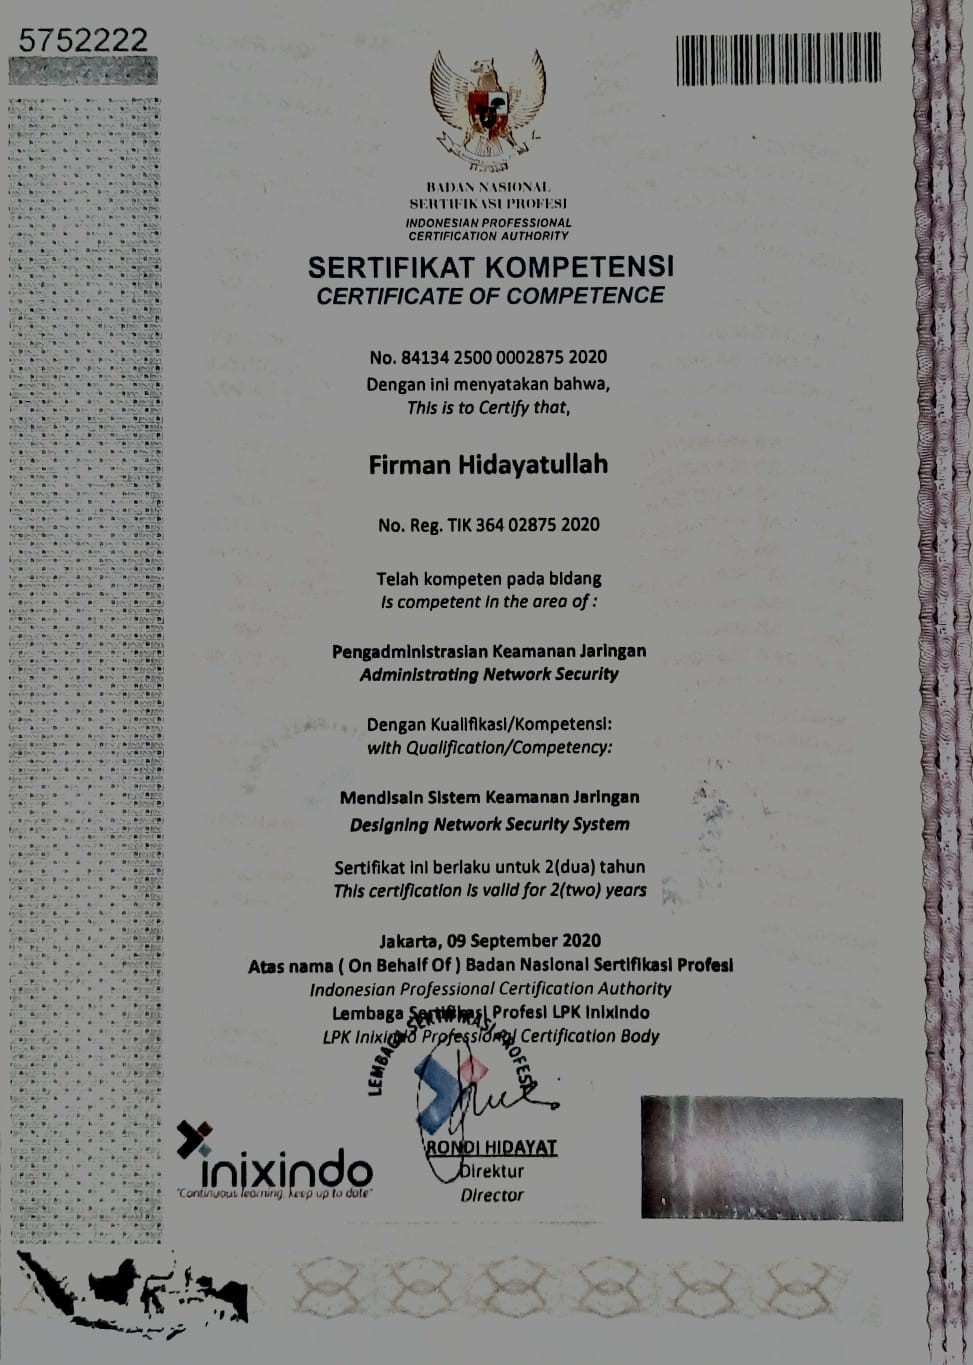 5752222
BADAN NASIONAL
SERTIFIKASI PROFESI
INDONESIAN PROFESSIONAL
CERTIFICATION AUTHORITY
SERTIFIKAT KOMPETENSI
CERTIFICATE OF COMPETENCE
No. 84134 2500 0002875 2020
Dengan ini menyatakan bahwa,
This is to Certify that,
Firman Hidayatullah
No. Reg. TIK 364 02875 2020
Telah kompeten pada bidang
Is competent in the area of :
Pengadministrasian Keamanan Jaringan
Administrating Network Security
Dengan Kualifikasi/Kompetensi:
with Qualification/Competency:
Mendisain Sistem Keamanan Jaringan
Designing Network Security System
Sertifikat ini berlaku untuk 2(dua) tahun
This certification is valid for 2(two) years
Jakarta, 09 September 2020
Atas nama ( On Behalf Of ) Badan Nasional Sertifikasi Profesi
Indonesian Professional Certification Authority
Lembaga Sertifikasi Profesi LPK Inixindo
LPK Inixindo Professional Certification Body
LEMBAGA SERTIFIKASI PROFESI
RONDI HIDAYAT
Direktur
Director
inixindo
"Continuous learning, keep up to date"